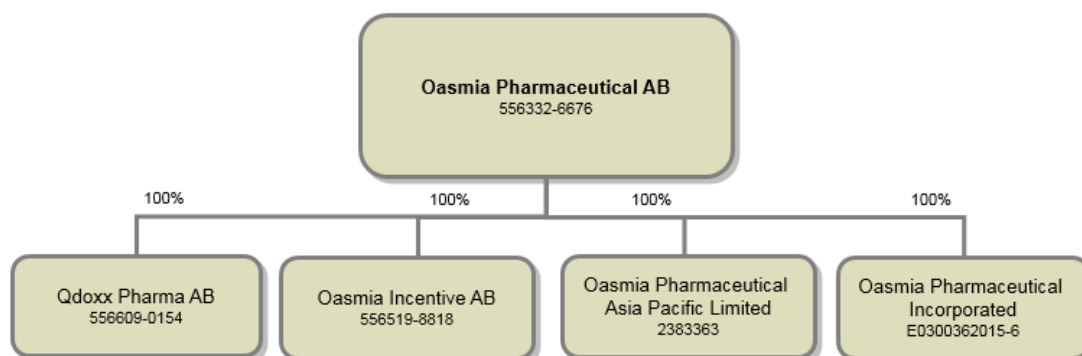 Oasmia Pharmaceutical AB
556332-6676
100%
100%
100%
100%
Qdoxx Pharma AB
556609-0154
Oasmia Incentive AB
556519-8818
Oasmia Pharmaceutical
Asia Pacific Limited
2383363
Oasmia Pharmaceutical
Incorporated
E0300362015-6